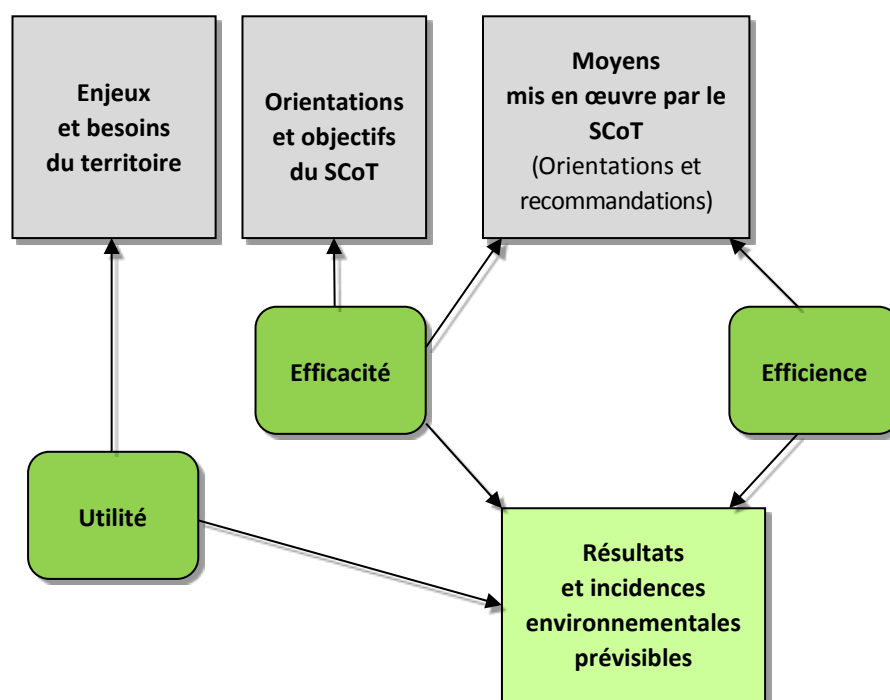 Enjeux
et besoins
du territoire
Orientations
et objectifs
du SCoT
Moyens
mis en œuvre par le
SCoT
(Orientations et
recommandations)
Efficacité
Efficience
Utilité
Résultats
et incidences
environnementales
prévisibles